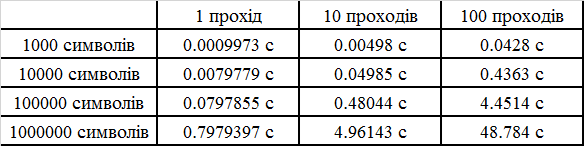 1 прохід 10 проходів 100 проходів
1000 символів 0.0009973 с 0.00498 с 0.0428 с
10000 символів 0.0079779 с 0.04985 с 0.4363 с
100000 символів 0.0797855 с 0.48044 с 4.4514 с
1000000 символів 0.7979397 с 4.96143 с 48.784 с